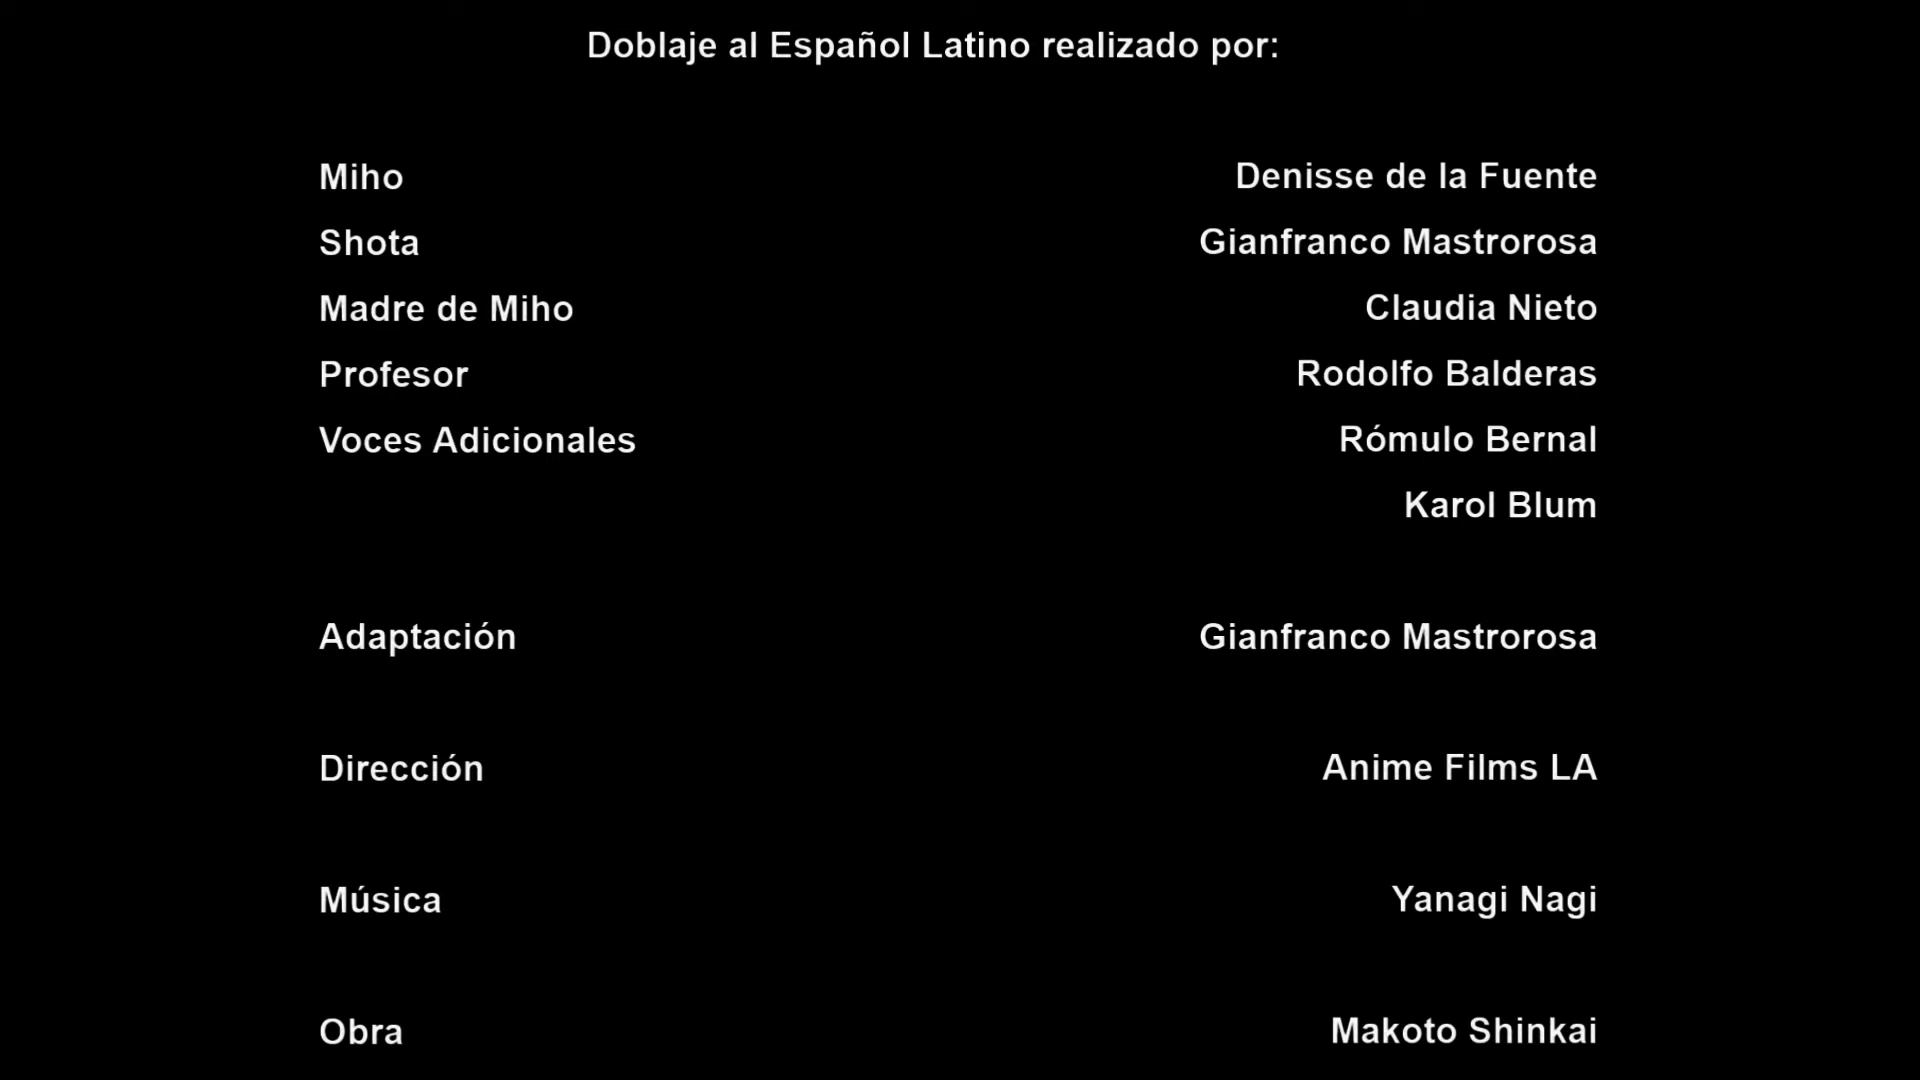 Doblaje al Español Latino realizado por:
Miho Denisse de la Fuente
Shota Gianfranco Mastrorosa
Madre de Miho Claudia Nieto
Profesor Rodolfo Balderas
Voces Adicionales Rómulo Bernal
Karol Blum
Adaptación Gianfranco Mastrorosa
Dirección Anime Films LA
Música Yanagi Nagi
Obra Makoto Shinkai